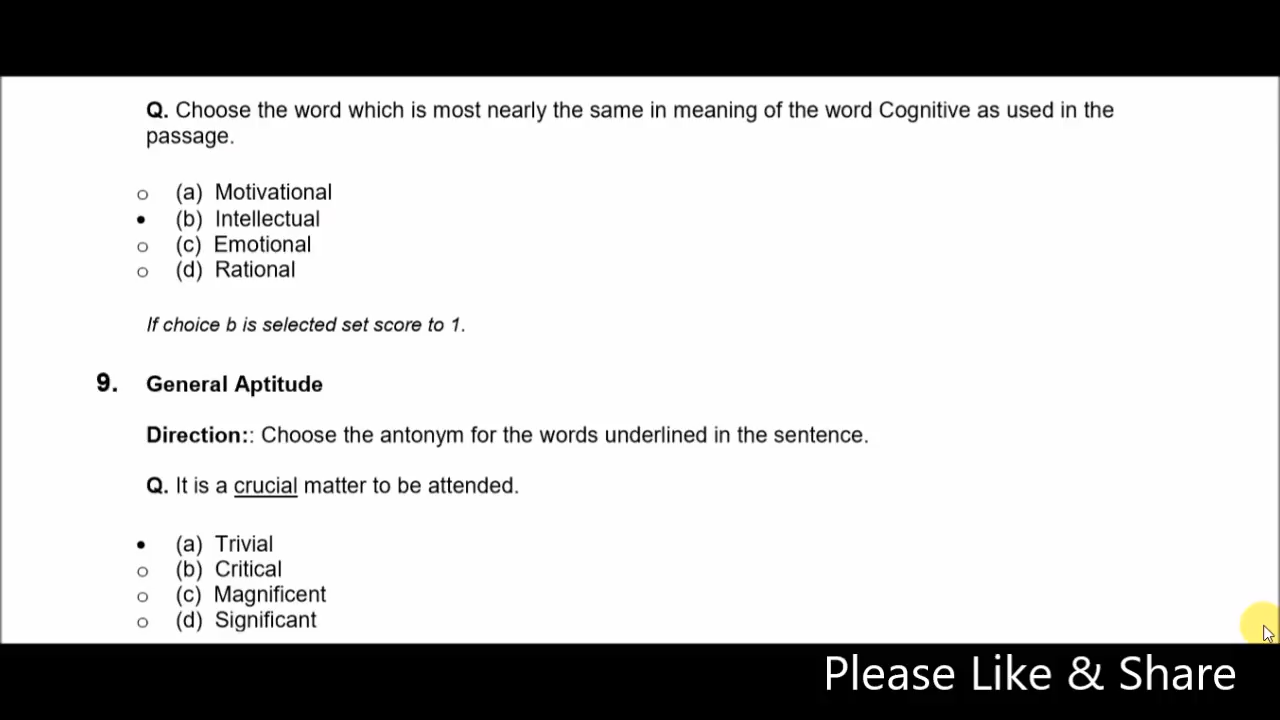 Q. Choose the word which is most nearly the same in meaning of the word Cognitive as used in the
passage.
(a) Motivational
(b) Intellectual
(c) Emotional
(d) Rational
If choice b is selected set score to 1.
9. General Aptitude
Direction:: Choose the antonym for the words underlined in the sentence.
Q. It is a crucial matter to be attended.
(a) Trivial
(b) Critical
(c) Magnificent
(d) Significant
Please Like & Share